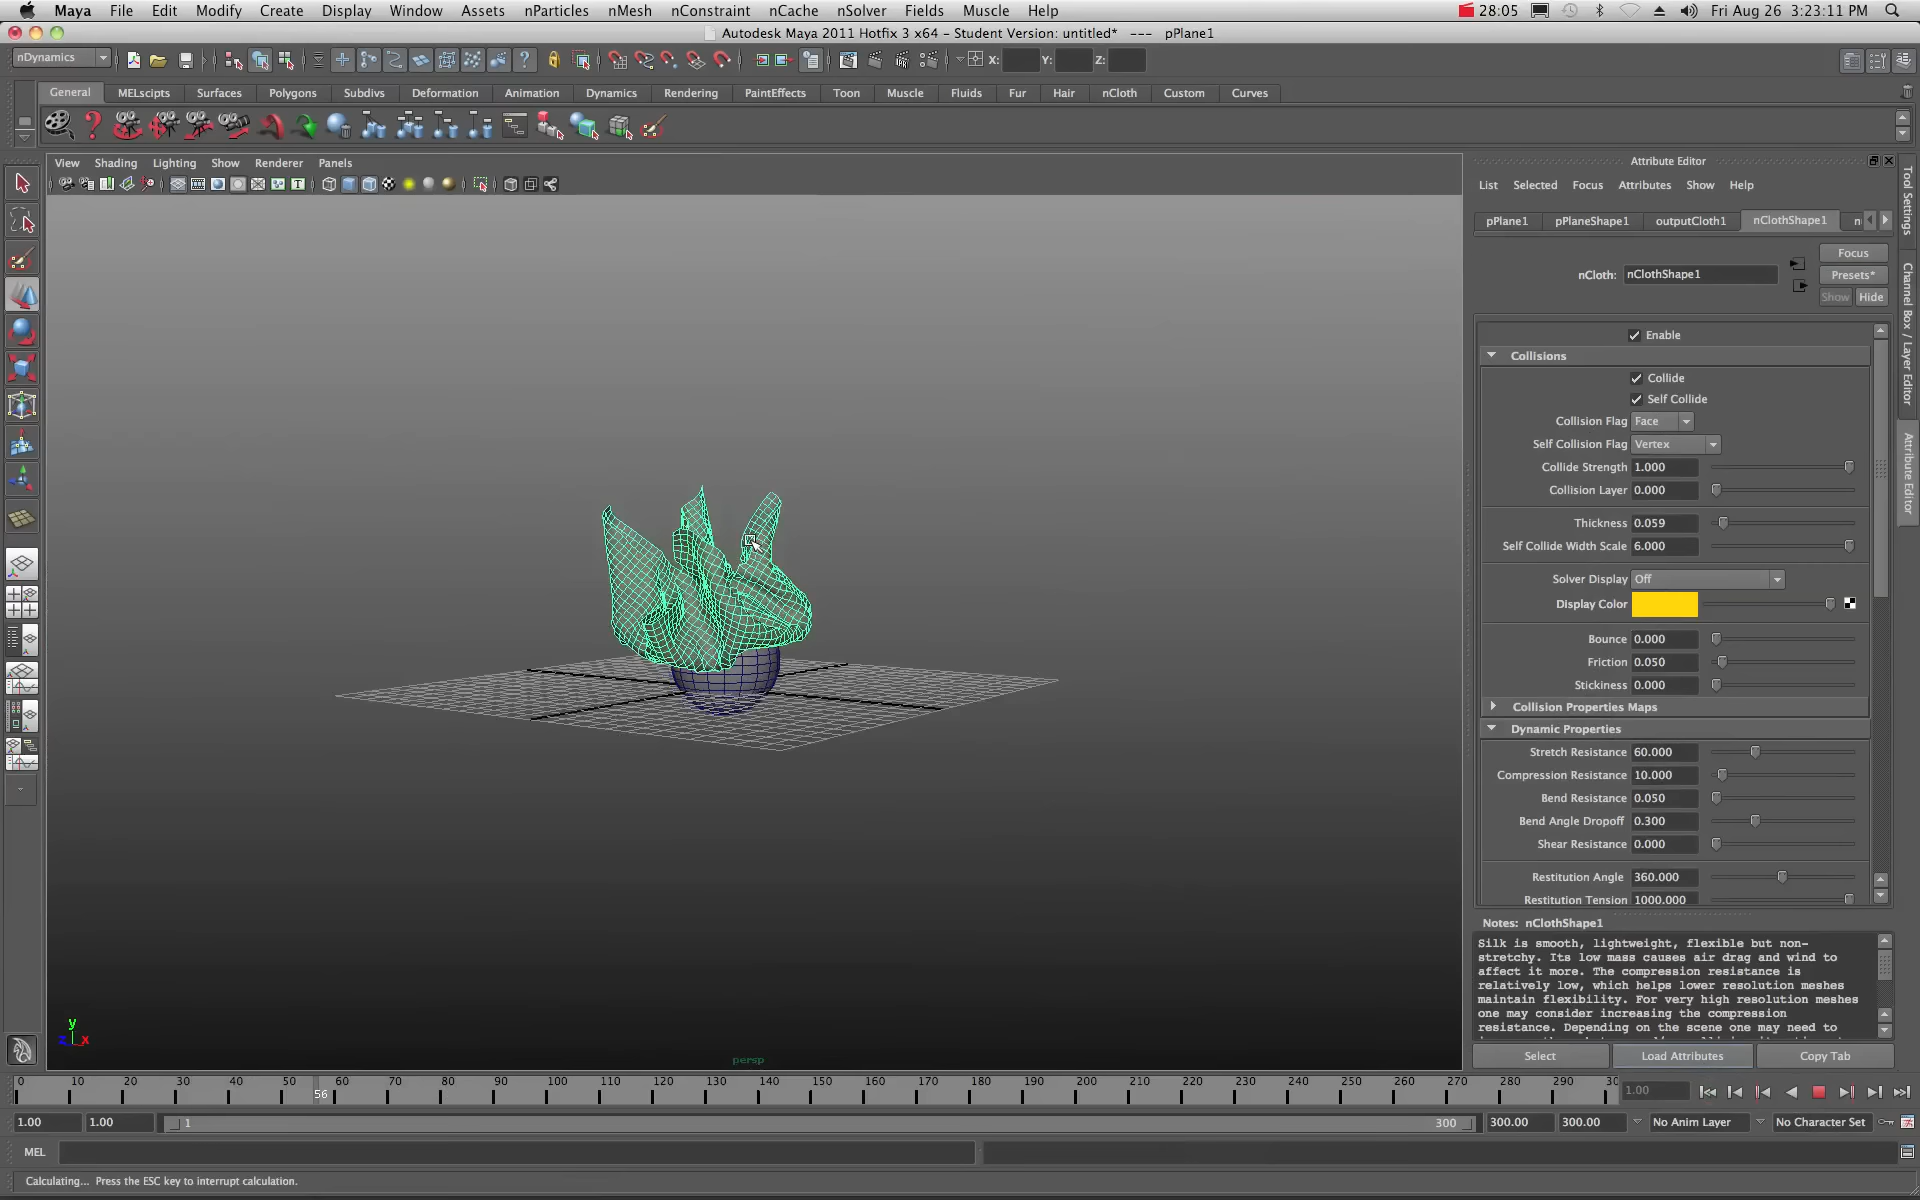 Maya File Edit Modify Create Display Window Assets nParticles nMesh nConstraint nCache nSolver Fields Muscle Help 28:05 Fri Aug 26 3:23:11 PM
Autodesk Maya 2011 Hotfix 3 x64 - Student Version: untitled* --- pPlane1
nDynamics X: Y: Z:
General MELscipts Surfaces Polygons Subdivs Deformation Animation Dynamics Rendering PaintEffects Toon Muscle Fluids Fur Hair nCloth Custom Curves
View Shading Lighting Show Renderer Panels
Attribute Editor
List Selected Focus Attributes Show Help
pPlane1 pPlaneShape1 outputCloth1 nClothShape1 n
Focus
nCloth: nClothShape1 Presets*
Show Hide
Enable
Collisions
Collide
Self Collide
Collision Flag Face
Self Collision Flag Vertex
Collide Strength 1.000
Collision Layer 0.000
Thickness 0.059
Self Collide Width Scale 6.000
Solver Display Off
Display Color
Bounce 0.000
Friction 0.050
Stickiness 0.000
Collision Properties Maps
Dynamic Properties
Stretch Resistance 60.000
Compression Resistance 10.000
Bend Resistance 0.050
Bend Angle Dropoff 0.300
Shear Resistance 0.000
Restitution Angle 360.000
Restitution Tension 1000.000
Notes: nClothShape1
Silk is smooth, lightweight, flexible but non-
stretchy. Its low mass causes air drag and wind to
affect it more. The compression resistance is
relatively low, which helps lower resolution meshes
maintain flexibility. For very high resolution meshes
one may consider increasing the compression
resistance. Depending on the scene one may need to
Select Load Attributes Copy Tab
Tool Settings
Channel Box / Layer Editor
Attribute Editor
y
z x
persp
0 10 20 30 40 50 60 70 80 90 100 110 120 130 140 150 160 170 180 190 200 210 220 230 240 250 260 270 280 290 30 1.00
56
1.00 1.00 1 300 300.00 300.00 No Anim Layer No Character Set
MEL
Calculating... Press the ESC key to interrupt calculation.